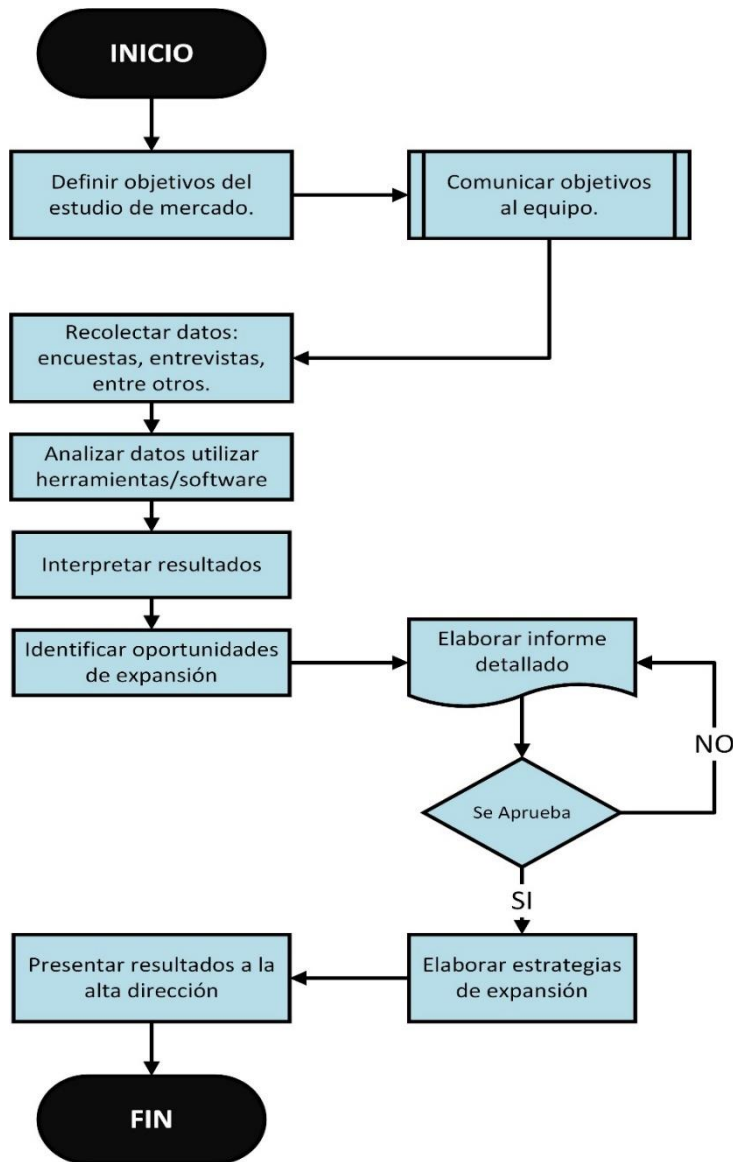 INICIO
Definir objetivos del
estudio de mercado.
Comunicar objetivos
al equipo.
Recolectar datos:
encuestas, entrevistas,
entre otros.
Analizar datos utilizar
herramientas/software
Interpretar resultados
Identificar oportunidades
de expansión
Elaborar informe
detallado
NO
Se Aprueba
SI
Elaborar estrategias
de expansión
Presentar resultados a la
alta dirección
FIN